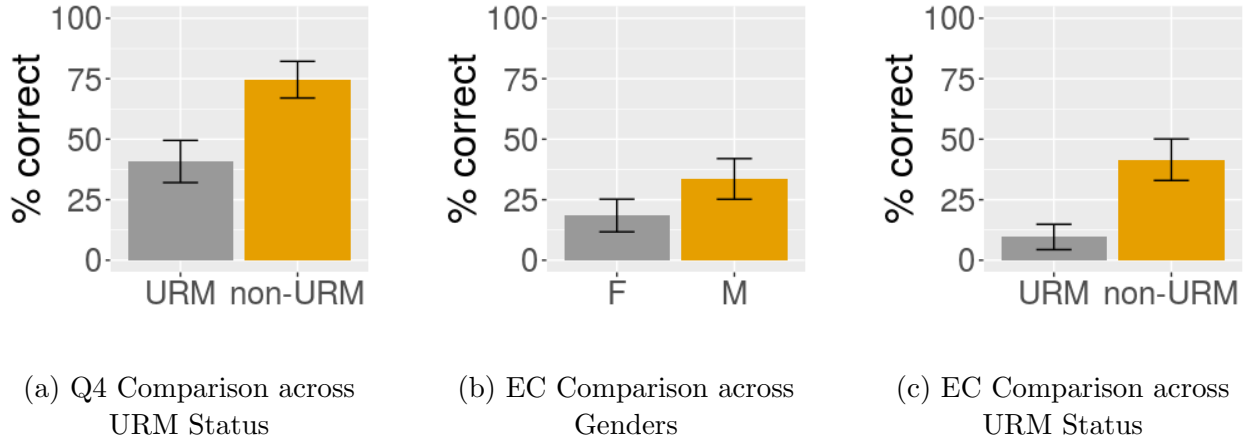 % correct
100
75
50
25
0
URM non-URM
(a) Q4 Comparison across
URM Status
% correct
100
75
50
25
0
F M
(b) EC Comparison across
Genders
% correct
100
75
50
25
0
URM non-URM
(c) EC Comparison across
URM Status